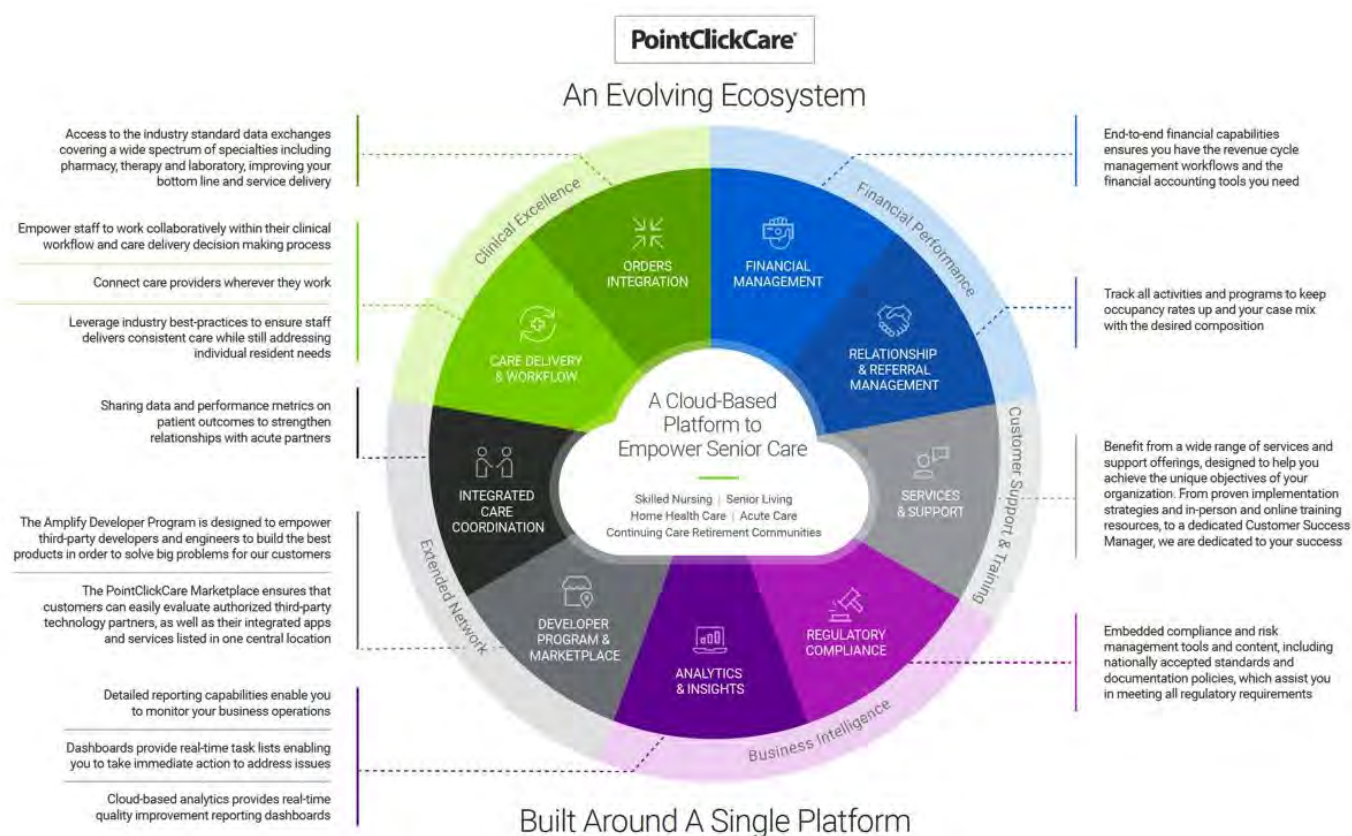 PointClickCare®
An Evolving Ecosystem
Access to the industry standard data exchanges
covering a wide spectrum of specialties including
pharmacy, therapy and laboratory, improving your
bottom line and service delivery
Empower staff to work collaboratively within their clinical
workflow and care delivery decision making process
Connect care providers wherever they work
Leverage industry best-practices to ensure staff
delivers consistent care while still addressing
individual resident needs
Sharing data and performance metrics on
patient outcomes to strengthen
relationships with acute partners
The Amplify Developer Program is designed to empower
third-party developers and engineers to build the best
products in order to solve big problems for our customers
The PointClickCare Marketplace ensures that
customers can easily evaluate authorized third-party
technology partners, as well as their integrated apps
and services listed in one central location
Detailed reporting capabilities enable you
to monitor your business operations
Dashboards provide real-time task lists enabling
you to take immediate action to address issues
Cloud-based analytics provides real-time
quality improvement reporting dashboards
Clinical Excellence
Financial Performance
Customer Support & Training
Business Intelligence
Extended Network
ORDERS
INTEGRATION
FINANCIAL
MANAGEMENT
CARE DELIVERY
& WORKFLOW
RELATIONSHIP
& REFERRAL
MANAGEMENT
INTEGRATED
CARE
COORDINATION
SERVICES
& SUPPORT
DEVELOPER
PROGRAM &
MARKETPLACE
ANALYTICS
& INSIGHTS
REGULATORY
COMPLIANCE
A Cloud-Based
Platform to
Empower Senior Care
Skilled Nursing | Senior Living
Home Health Care | Acute Care
Continuing Care Retirement Communities
End-to-end financial capabilities
ensures you have the revenue cycle
management workflows and the
financial accounting tools you need
Track all activities and programs to keep
occupancy rates up and your case mix
with the desired composition
Benefit from a wide range of services and
support offerings, designed to help you
achieve the unique objectives of your
organization. From proven implementation
strategies and in-person and online training
resources, to a dedicated Customer Success
Manager, we are dedicated to your success
Embedded compliance and risk
management tools and content, including
nationally accepted standards and
documentation policies, which assist you
in meeting all regulatory requirements
Built Around A Single Platform